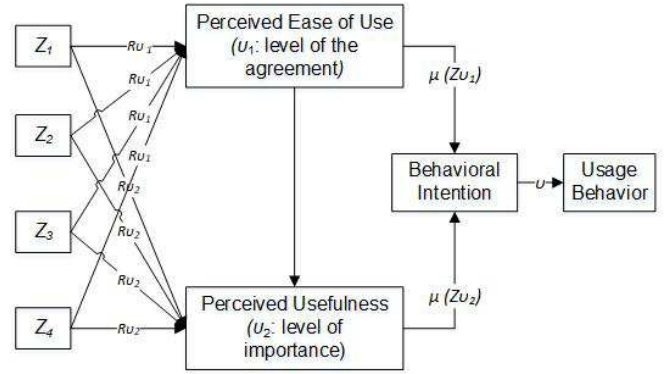 Z1
Z2
Z3
Z4
Rυ1
Rυ1
Rυ1
Rυ1
Rυ2
Rυ2
Rυ2
Rυ2
Perceived Ease of Use
(υ1: level of the
agreement)
Perceived Usefulness
(υ2: level of
importance)
μ (Zυ1)
μ (Zυ2)
Behavioral
Intention
υ
Usage
Behavior